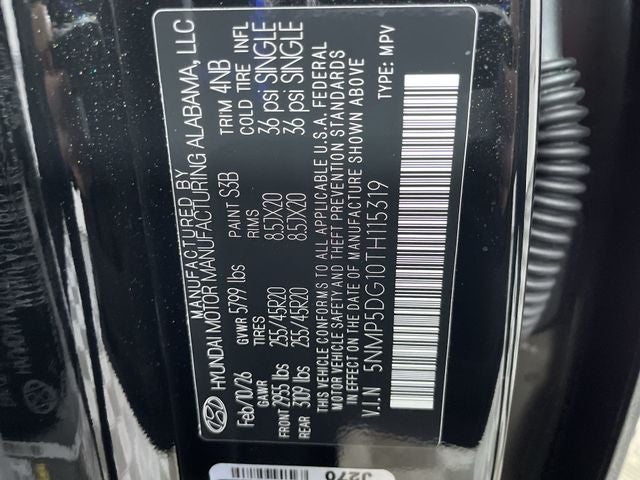 MANUFACTURED BY
HYUNDAI MOTOR MANUFACTURING ALABAMA, LLC
Feb/10/26 GVWR 5799 lbs PAINT S3B TRIM 4NB
GAWR TIRES RIMS COLD TIRE INFL
FRONT 2955 lbs 255/45R20 8.5JX20 36 psi SINGLE
REAR 3109 lbs 255/45R20 8.5JX20 36 psi SINGLE
THIS VEHICLE CONFORMS TO ALL APPLICABLE U.S.A. FEDERAL
MOTOR VEHICLE SAFETY AND THEFT PREVENTION STANDARDS
IN EFFECT ON THE DATE OF MANUFACTURE SHOWN ABOVE
V.I.N 5NMP5DG10TH115319 TYPE: MPV
J270